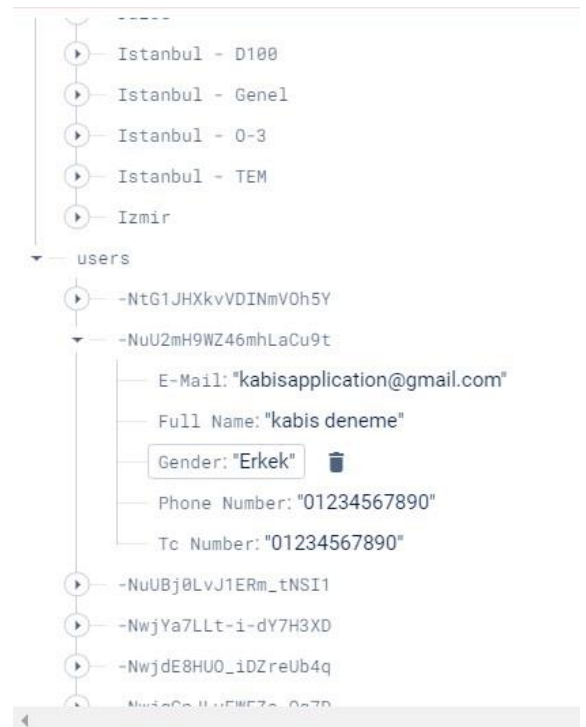 Istanbul - D100
Istanbul - Genel
Istanbul - O-3
Istanbul - TEM
Izmir
users
-NtG1JHXkvVDINmVOh5Y
-NuU2mH9WZ46mhLaCu9t
E-Mail: "kabisapplication@gmail.com"
Full Name: "kabis deneme"
Gender: "Erkek"
Phone Number: "01234567890"
Tc Number: "01234567890"
-NuUBj0LvJ1ERm_tNSI1
-NwjYa7LLt-i-dY7H3XD
-NwjdE8HUO_iDZreUb4q